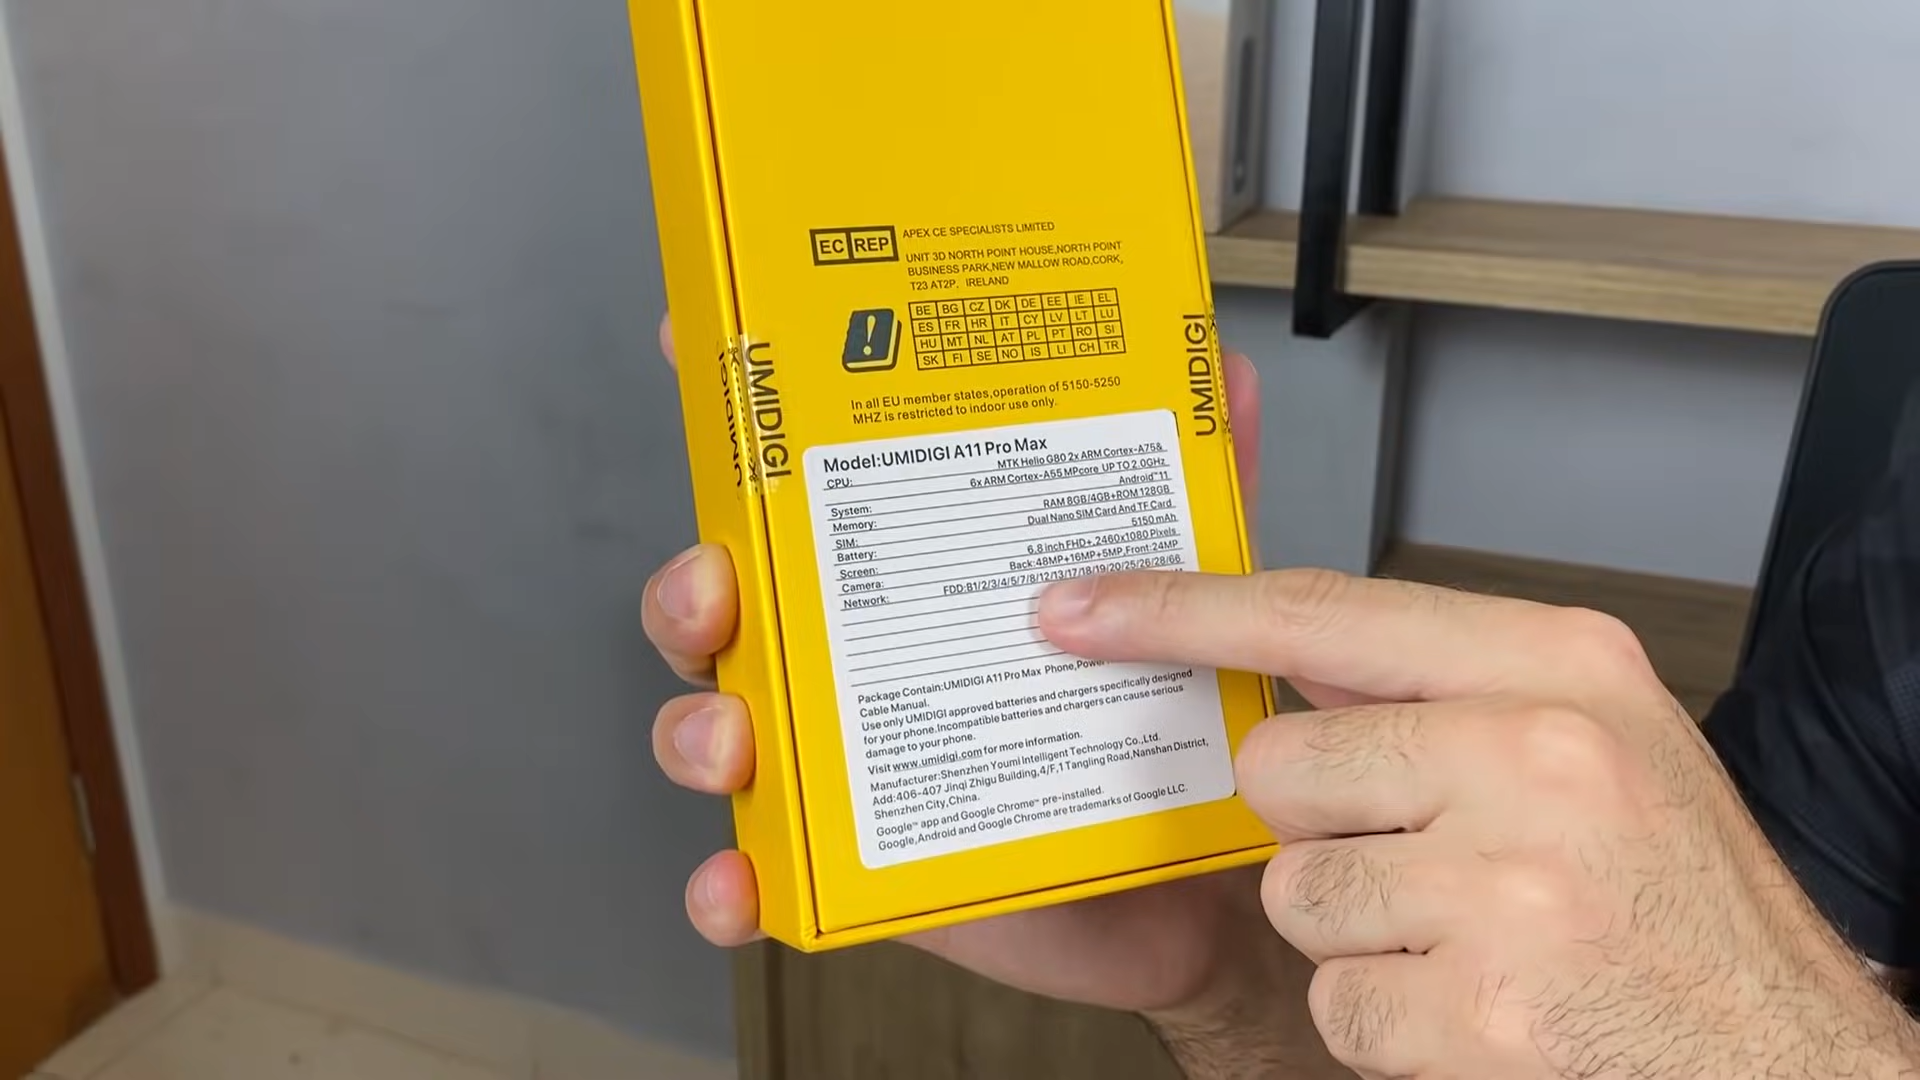 EC REP
APEX CE SPECIALISTS LIMITED
UNIT 3D NORTH POINT HOUSE,NORTH POINT
BUSINESS PARK,NEW MALLOW ROAD,CORK,
T23 AT2P. IRELAND
BE BG CZ DK DE EE IE EL
ES FR HR IT CY LV LT LU
HU MT NL AT PL PT RO SI
SK FI SE NO IS LI CH TR
In all EU member states,operation of 5150-5250
MHZ is restricted to indoor use only.
UMIDIGI
UMIDIGI
UMIDIGI
Model:UMIDIGI A11 Pro Max
CPU: MTK Helio G80 2x ARM Cortex-A75&
6x ARM Cortex-A55 MPcore UP TO 2.0GHz
System: Android™ 11
Memory: RAM 8GB/4GB+ROM 128GB
SIM: Dual Nano SIM Card And TF Card
Battery: 5150 mAh
Screen: 6.8 inch FHD+,2460x1080 Pixels
Camera: Back:48MP+16MP+5MP,Front:24MP
Network: FDD:B1/2/3/4/5/7/8/12/13/17/18/19/20/25/26/28/66
Package Contain:UMIDIGI A11 Pro Max Phone,
Cable Manual.
Use only UMIDIGI approved batteries and chargers specifically designed
for your phone.Incompatible batteries and chargers can cause serious
damage to your phone.
Visit www.umidigi.com for more information.
Manufacturer:Shenzhen Youmi Intelligent Technology Co.,Ltd.
Add:406-407 Jinqi Zhigu Building,4/F,1 Tangling Road,Nanshan District,
Shenzhen City,China.
Google™ app and Google Chrome™ pre-installed.
Google,Android and Google Chrome are trademarks of Google LLC.